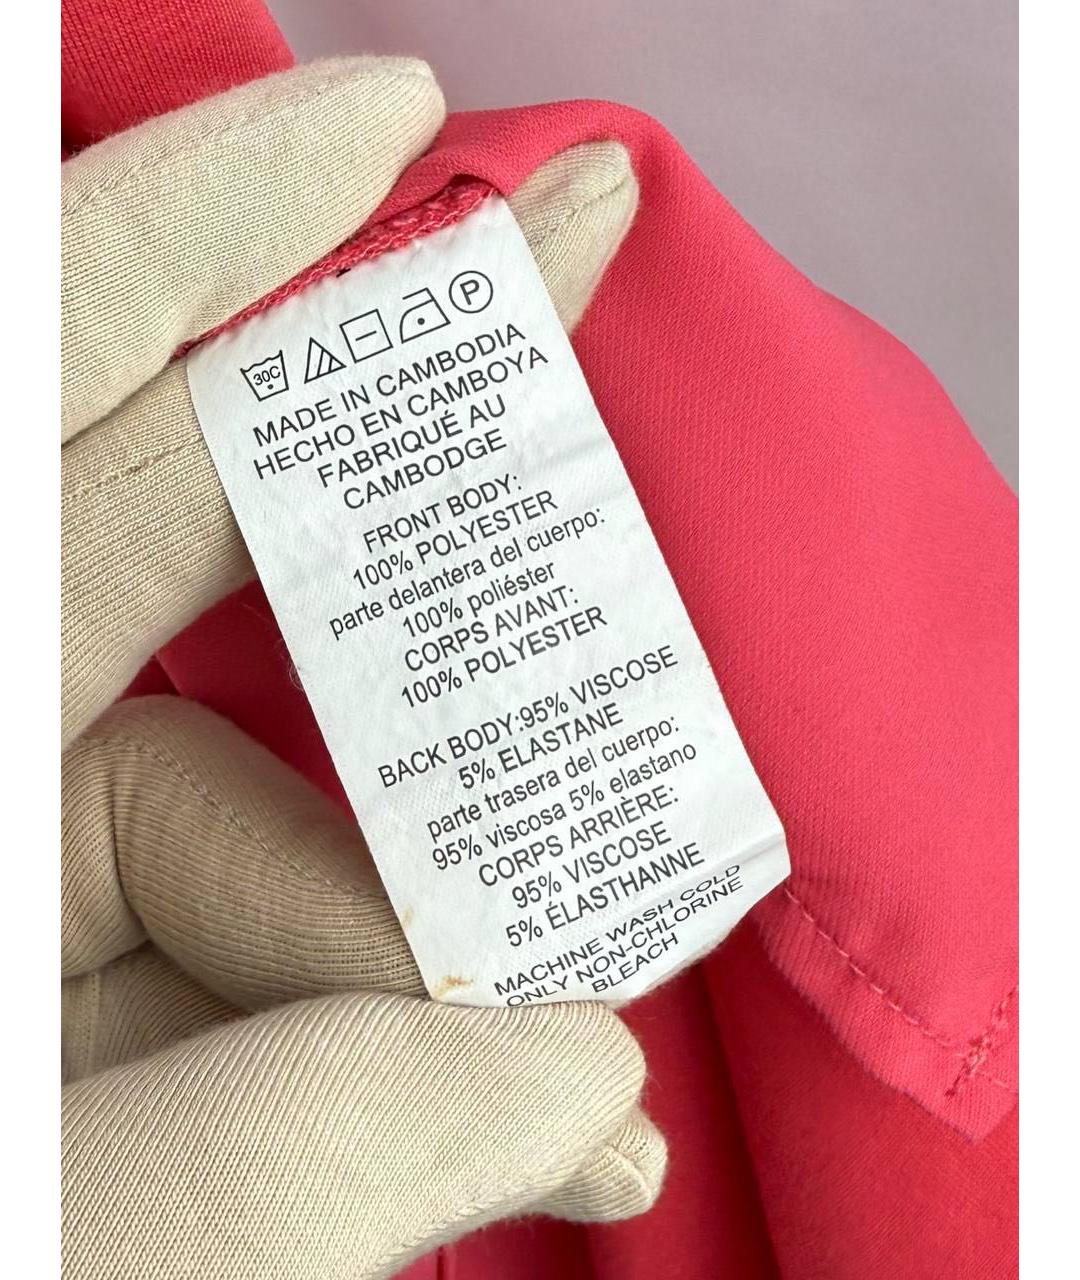 30C P
MADE IN CAMBODIA
HECHO EN CAMBOYA
FABRIQUÉ AU
CAMBODGE
FRONT BODY:
100% POLYESTER
parte delantera del cuerpo:
100% poliéster
CORPS AVANT:
100% POLYESTER
BACK BODY:95% VISCOSE
5% ELASTANE
parte trasera del cuerpo:
95% viscosa 5% elastano
CORPS ARRIÈRE:
95% VISCOSE
5% ÉLASTHANNE
MACHINE WASH COLD
ONLY NON-CHLORINE
BLEACH